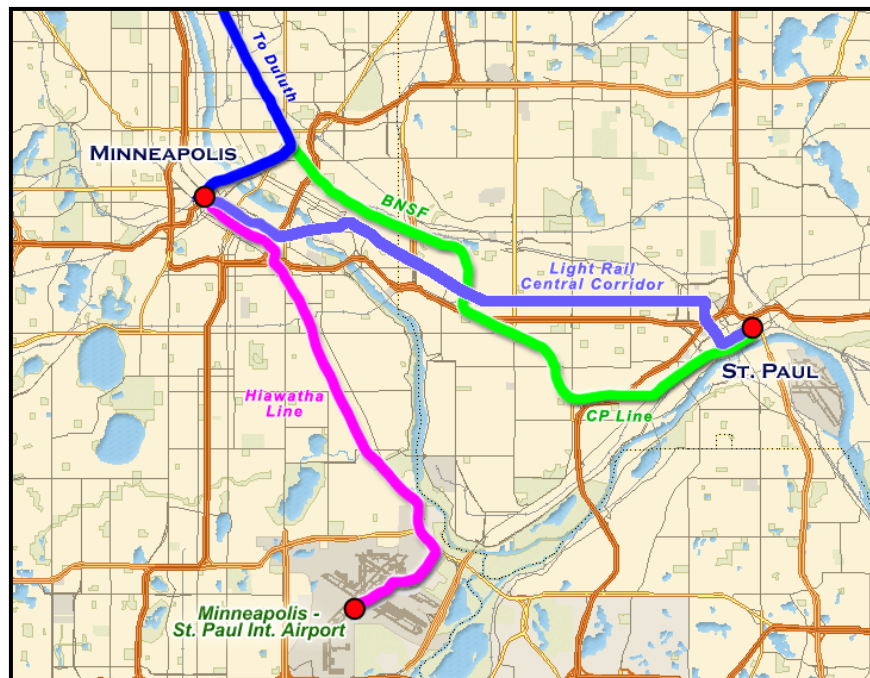 To Duluth
MINNEAPOLIS
BNSF
Light Rail
Central Corridor
ST. PAUL
Hiawatha
Line
CP Line
Minneapolis -
St. Paul Int. Airport